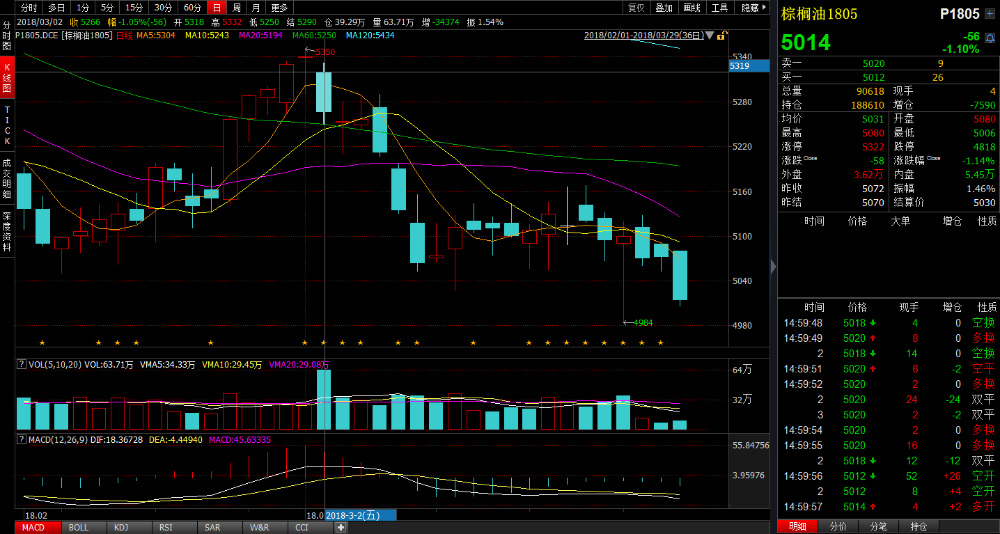 分时 多日 1分 5分 15分 30分 60分 日 周 月 更多 复权 叠加 画线 工具 隐藏
2018/03/02 收 5266 幅 -1.05%(-56) 开 5318 高 5332 低 5250 结 5290 仓 39.29万 量 63.71万 增 -34374 振 1.54%
P1805.DCE [棕榈油1805] 日线 MA5:5304 MA10:5243 MA20:5194 MA60:5250 MA120:5434 2018/02/01-2018/03/29(36日)
分时图
K线图
TICK
成交明细
深度资料
5350
4984
5340
5319
5280
5220
5160
5100
5040
4980
? VOL(5,10,20) VOL:63.71万 VMA5:34.33万 VMA10:29.45万 VMA20:29.08万
64万
32万
? MACD(12,26,9) DIF:18.36728 DEA:-4.44940 MACD:45.63335
55.84756
3.95976
18.02 18.0 2018-3-2(五)
MACD BOLL KDJ RSI SAR W&R CCI
棕榈油1805 P1805
5014 -56
-1.10%
卖一 5020 9
买一 5012 26
总量 90618 现手 4
持仓 188610 增仓 -7590
均价 5031 开盘 5080
最高 5080 最低 5006
涨停 5322 跌停 4818
涨跌Close -58 涨跌幅Close -1.14%
外盘 3.62万 内盘 5.45万
昨收 5072 振幅 1.46%
昨结 5070 结算价 5030
时间 价格 大单 增仓 性质
时间 价格 现手 增仓 性质
14:59:48 5018 4 0 空换
14:59:49 5020 8 0 多换
2 5018 14 0 空换
14:59:51 5020 6 -2 空平
14:59:52 5020 2 0 多换
2 5020 24 -24 双平
3 5020 2 -2 双平
14:59:54 5020 2 0 多换
14:59:55 5020 16 0 多换
2 5018 12 -12 双平
14:59:56 5012 52 +26 空开
2 5012 8 +4 空开
14:59:57 5014 4 +2 多开
明细 分价 分笔 持仓